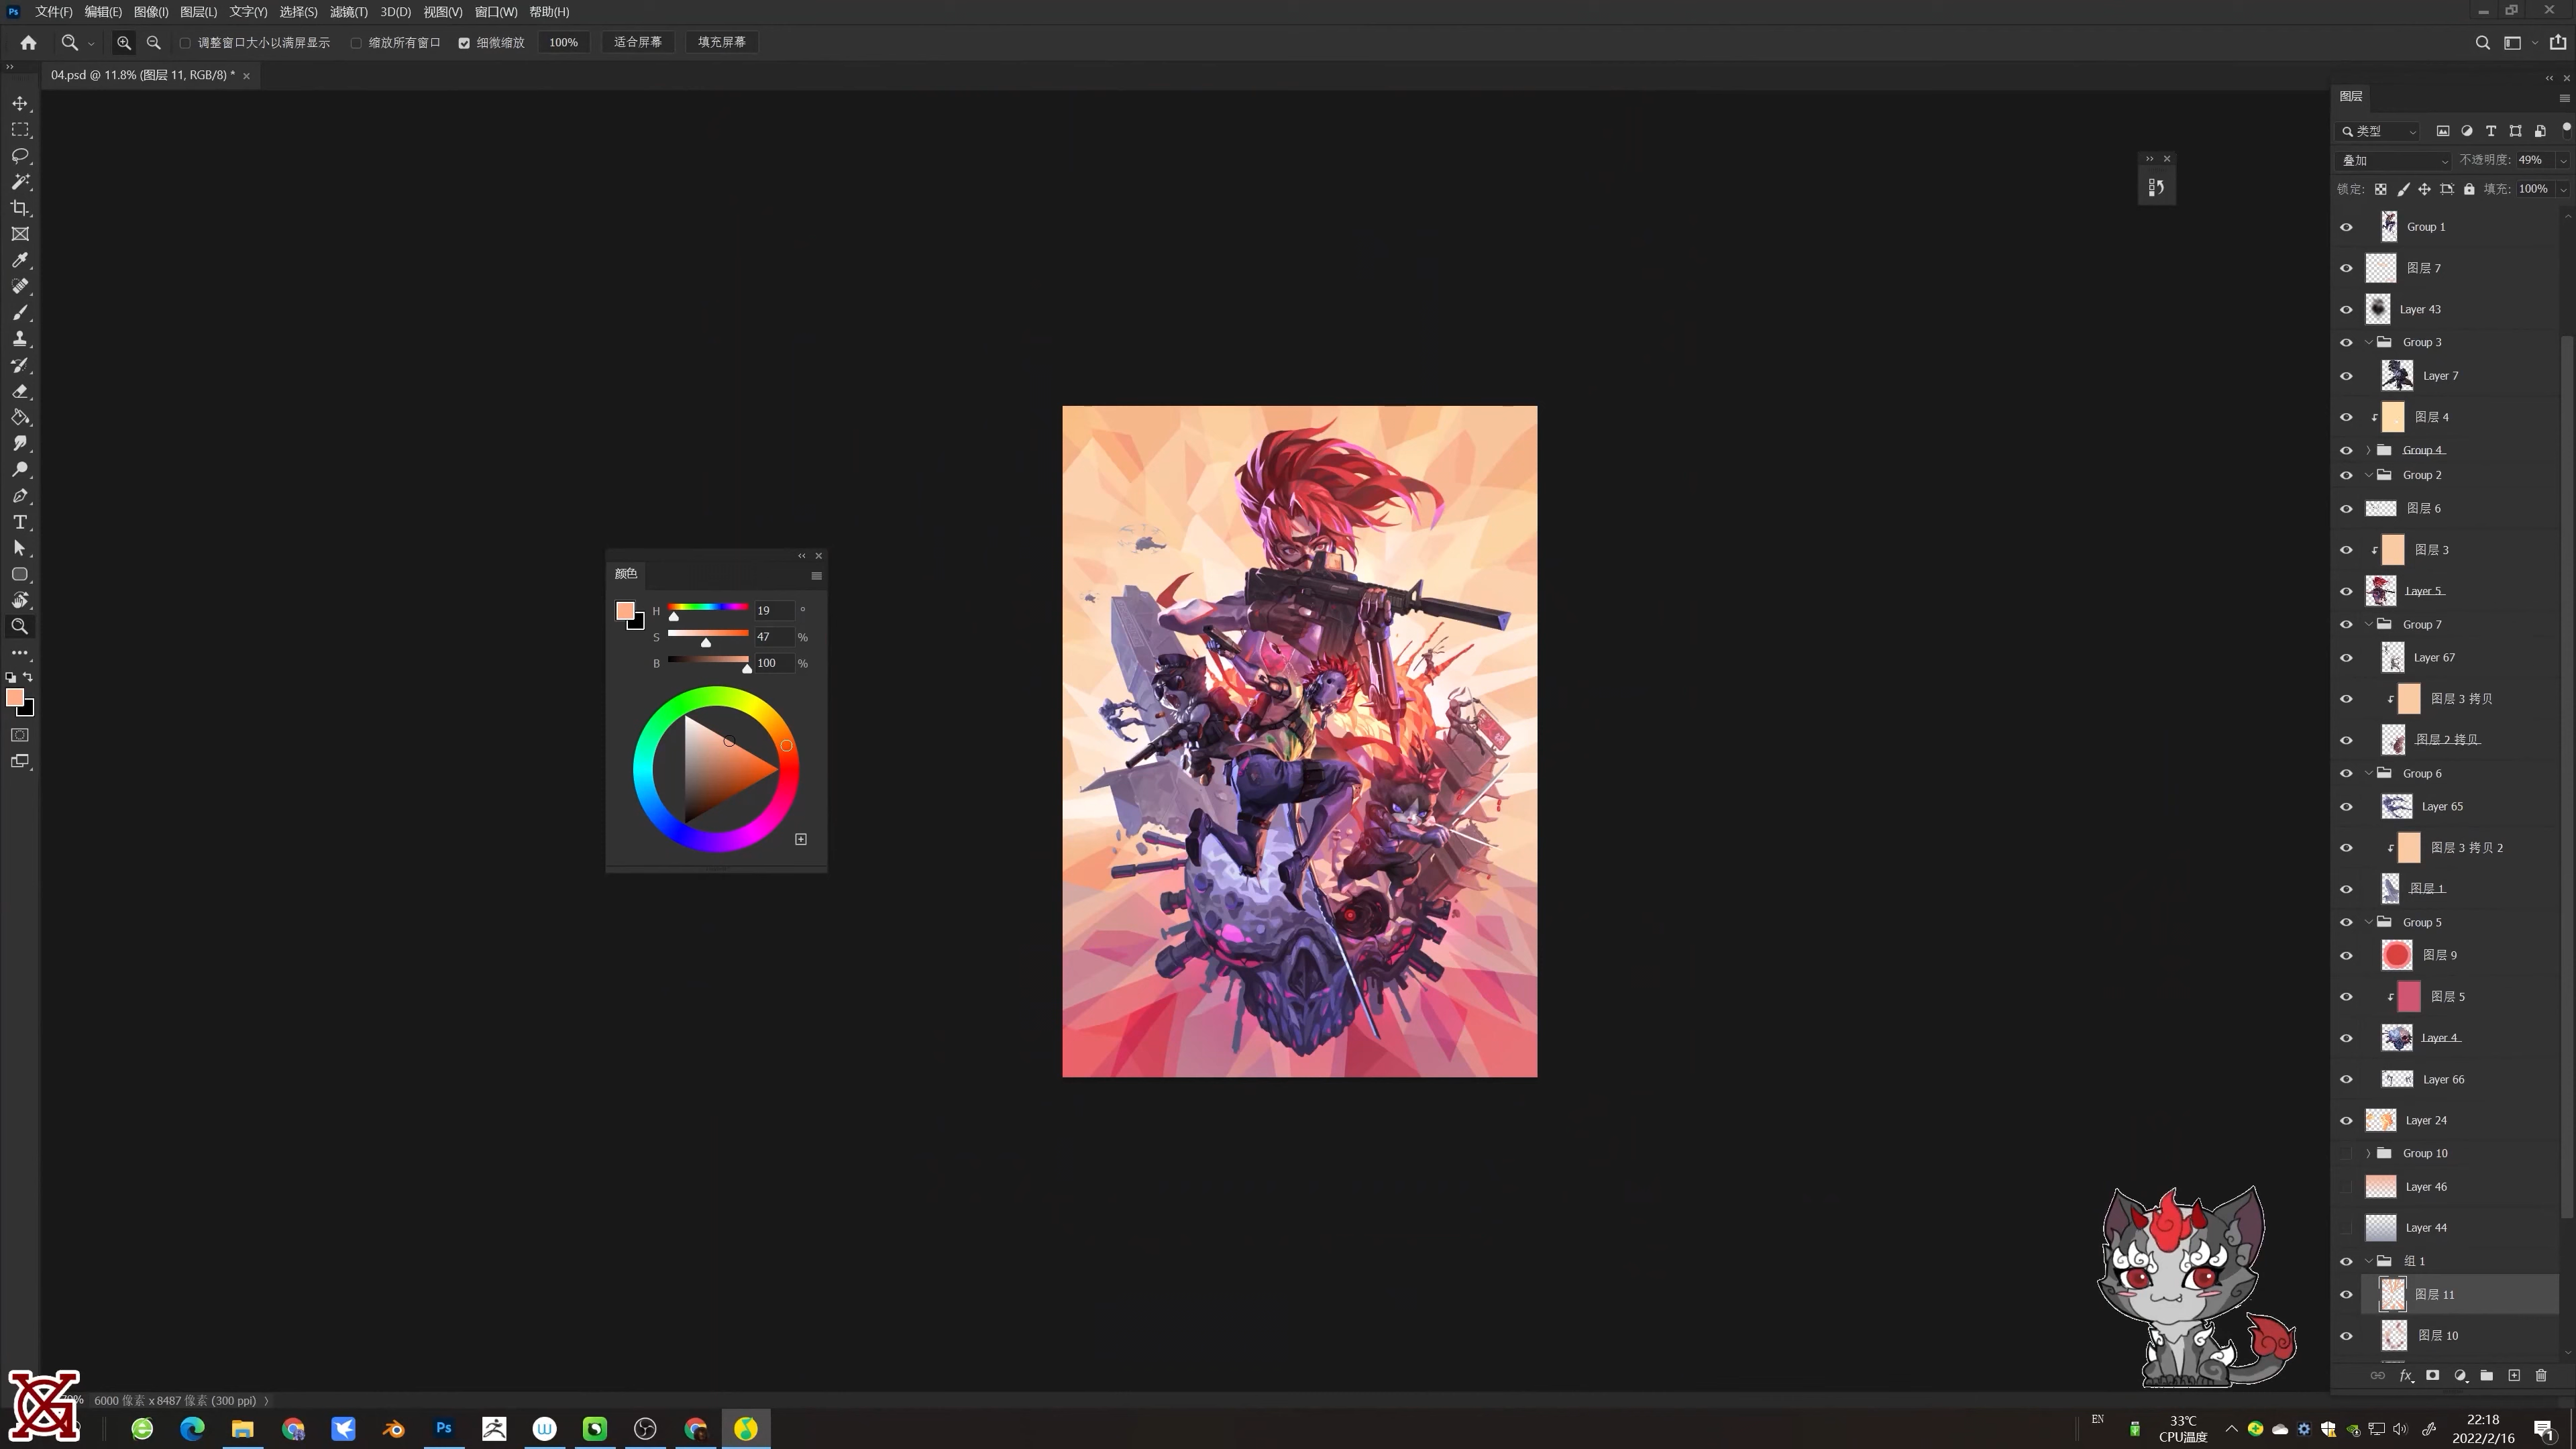 Ps 文件(F) 编辑(E) 图像(I) 图层(L) 文字(Y) 选择(S) 滤镜(T) 3D(D) 视图(V) 窗口(W) 帮助(H)
调整窗口大小以满屏显示 缩放所有窗口 细微缩放 100% 适合屏幕 填充屏幕
04.psd @ 11.8% (图层 11, RGB/8) *
图层
类型
叠加 不透明度: 49%
锁定: 填充: 100%
Group 1
图层 7
Layer 43
Group 3
Layer 7
图层 4
Group 4
Group 2
图层 6
图层 3
Layer 5
Group 7
Layer 67
图层 3 拷贝
图层 2 拷贝
Group 6
Layer 65
图层 3 拷贝 2
图层 1
Group 5
图层 9
图层 5
Layer 4
Layer 66
Layer 24
Group 10
Layer 46
Layer 44
组 1
图层 11
图层 10
fx
颜色
H 19 °
S 47 %
B 100 %
6000 像素 x 8487 像素 (300 ppi)
Ps
EN
33℃
CPU温度
22:18
2022/2/16
1